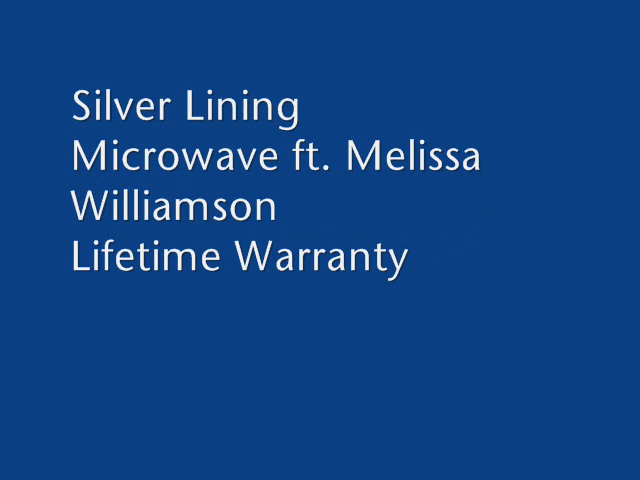 Silver Lining
Microwave ft. Melissa
Williamson
Lifetime Warranty